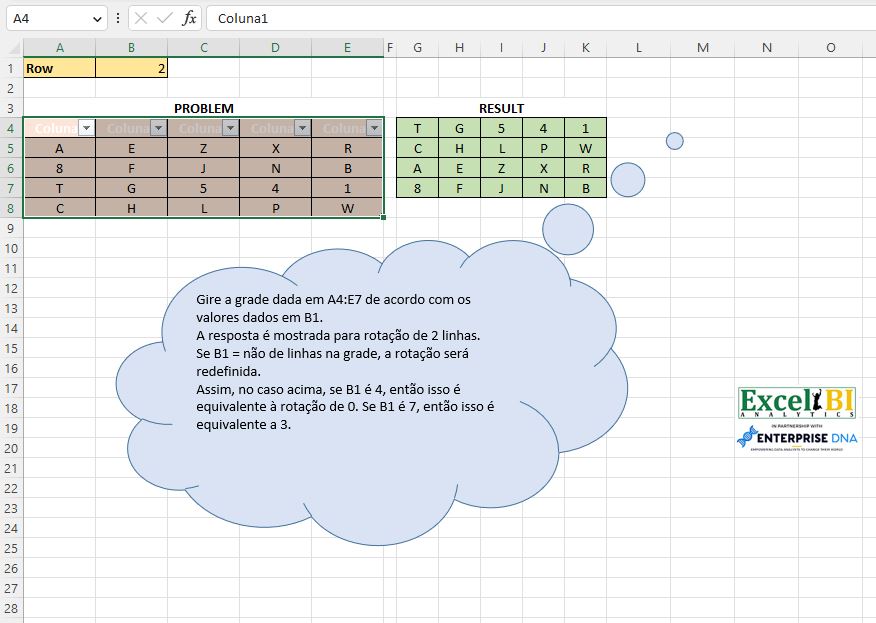 A4 fx Coluna1
A B C D E F G H I J K L M N O
1 Row 2
2
3 PROBLEM RESULT
4 Coluna Coluna Coluna Coluna Coluna T G 5 4 1
5 A E Z X R C H L P W
6 8 F J N B A E Z X R
7 T G 5 4 1 8 F J N B
8 C H L P W
9
10
11
12
13
14
15
16
17
18
19
20
21
22
23
24
25
26
27
28
Gire a grade dada em A4:E7 de acordo com os
valores dados em B1.
A resposta é mostrada para rotação de 2 linhas.
Se B1 = não de linhas na grade, a rotação será
redefinida.
Assim, no caso acima, se B1 é 4, então isso é
equivalente à rotação de 0. Se B1 é 7, então isso é
equivalente a 3.
Excel BI
ANALYTICS
IN PARTNERSHIP WITH
ENTERPRISE DNA
EMPOWERING DATA ANALYSTS TO CHANGE THEIR WORLD